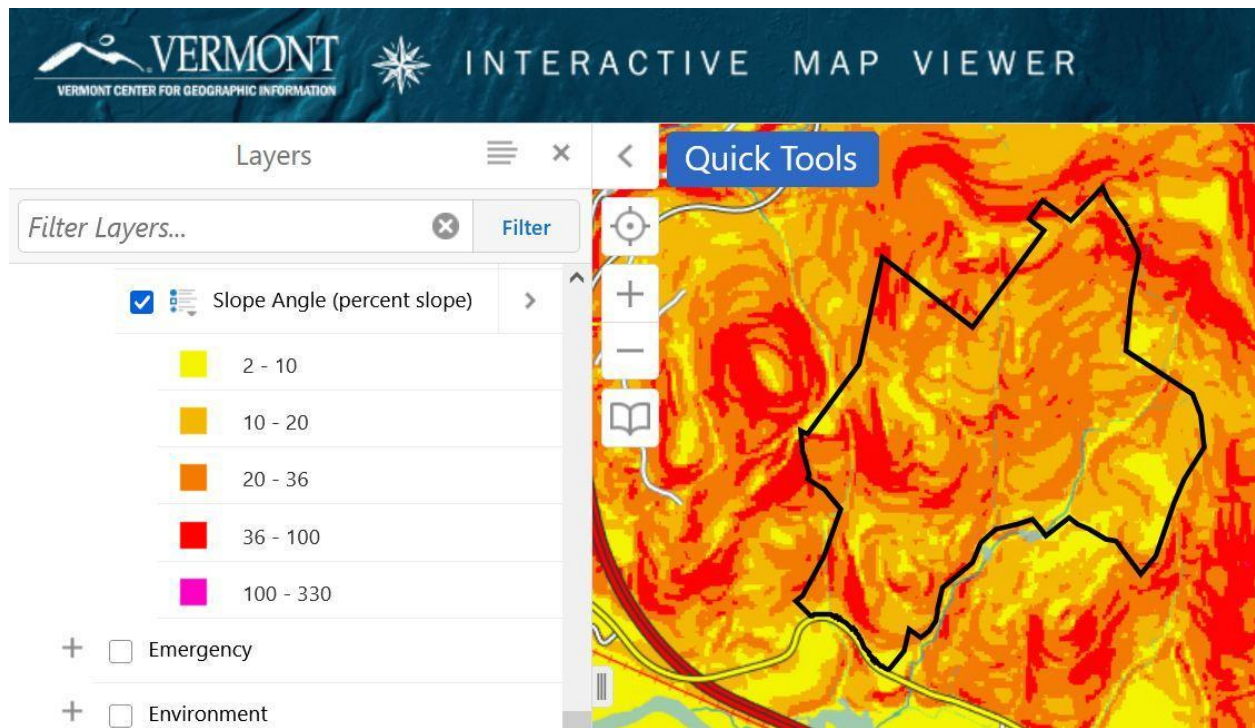 VERMONT
VERMONT CENTER FOR GEOGRAPHIC INFORMATION
INTERACTIVE MAP VIEWER
Layers
Quick Tools
Filter Layers...
Filter
Slope Angle (percent slope)
2 - 10
10 - 20
20 - 36
36 - 100
100 - 330
Emergency
Environment